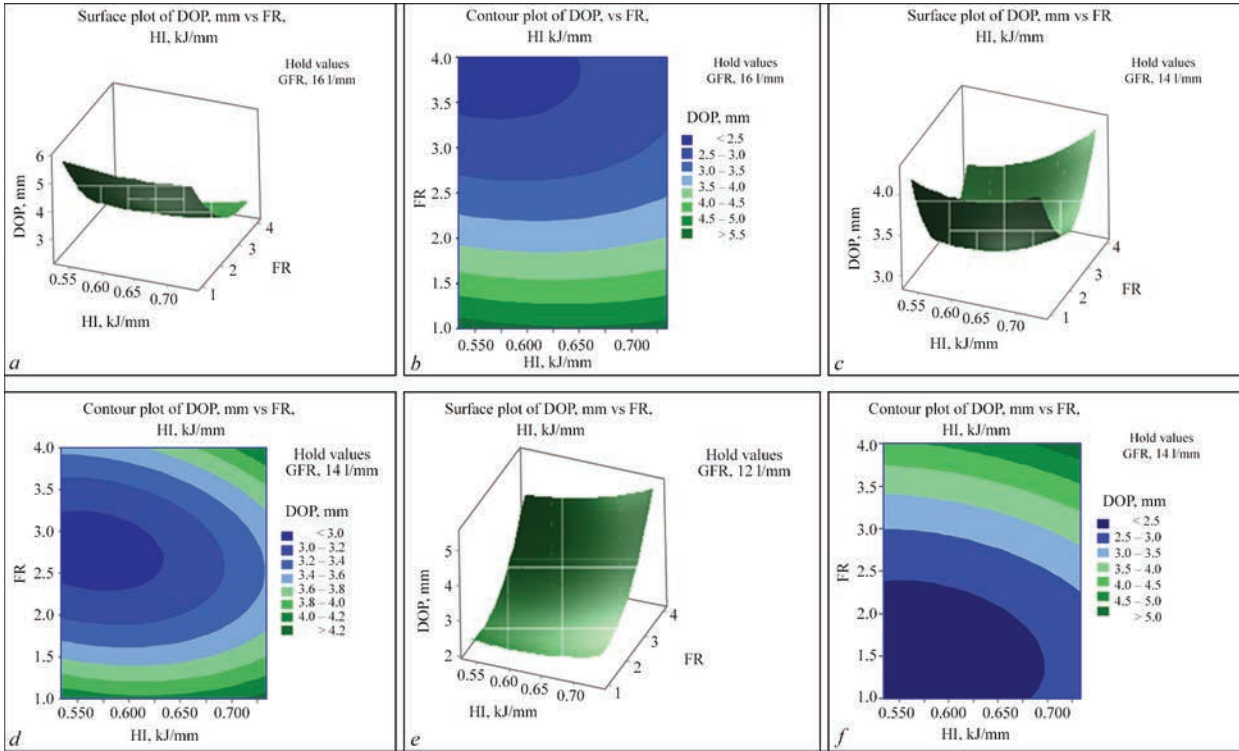 Surface plot of DOP, mm vs FR,
HI, kJ/mm
Hold values
GFR, 16 l/mm
6
5
4
3
DOP, mm
0.55
0.60
0.65
0.70
HI, kJ/mm
1
2
3
4
FR
a
Contour plot of DOP, vs FR,
HI kJ/mm
Hold values
GFR, 16 l/mm
DOP, mm
< 2.5
2.5 – 3.0
3.0 – 3.5
3.5 – 4.0
4.0 – 4.5
4.5 – 5.0
> 5.5
4.0
3.5
3.0
2.5
2.0
1.5
1.0
FR
0.550
0.600
0.700
HI, kJ/mm
b
Surface plot of DOP, mm vs FR
HI, kJ/mm
Hold values
GFR, 14 l/mm
4.0
3.5
3.0
DOP, mm
0.55
0.60
0.65
0.70
HI, kJ/mm
1
2
3
4
FR
c
Contour plot of DOP, mm vs FR,
HI, kJ/mm
Hold values
GFR, 14 l/mm
DOP, mm
< 3.0
3.0 – 3.2
3.2 – 3.4
3.4 – 3.6
3.6 – 3.8
3.8 – 4.0
4.0 – 4.2
> 4.2
4.0
3.5
3.0
2.5
2.0
1.5
1.0
FR
0.550
0.600
0.700
HI, kJ/mm
d
Surface plot of DOP, mm vs FR,
HI, kJ/mm
Hold values
GFR, 12 l/mm
5
4
3
2
DOP, mm
0.55
0.60
0.65
0.70
HI, kJ/mm
1
2
3
4
FR
e
Contour plot of DOP, mm vs FR,
HI, kJ/mm
Hold values
GFR, 14 l/mm
DOP, mm
< 2.5
2.5 – 3.0
3.0 – 3.5
3.5 – 4.0
4.0 – 4.5
4.5 – 5.0
> 5.0
4.0
3.5
3.0
2.5
2.0
1.5
1.0
FR
0.550
0.600
0.700
HI, kJ/mm
f